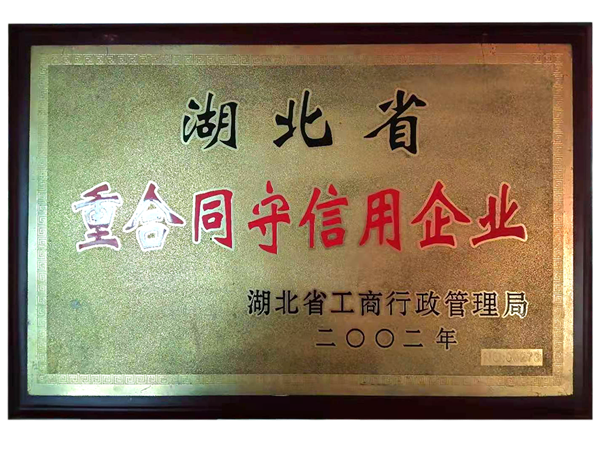 湖北省
重合同守信用企业
湖北省工商行政管理局
二〇〇二年